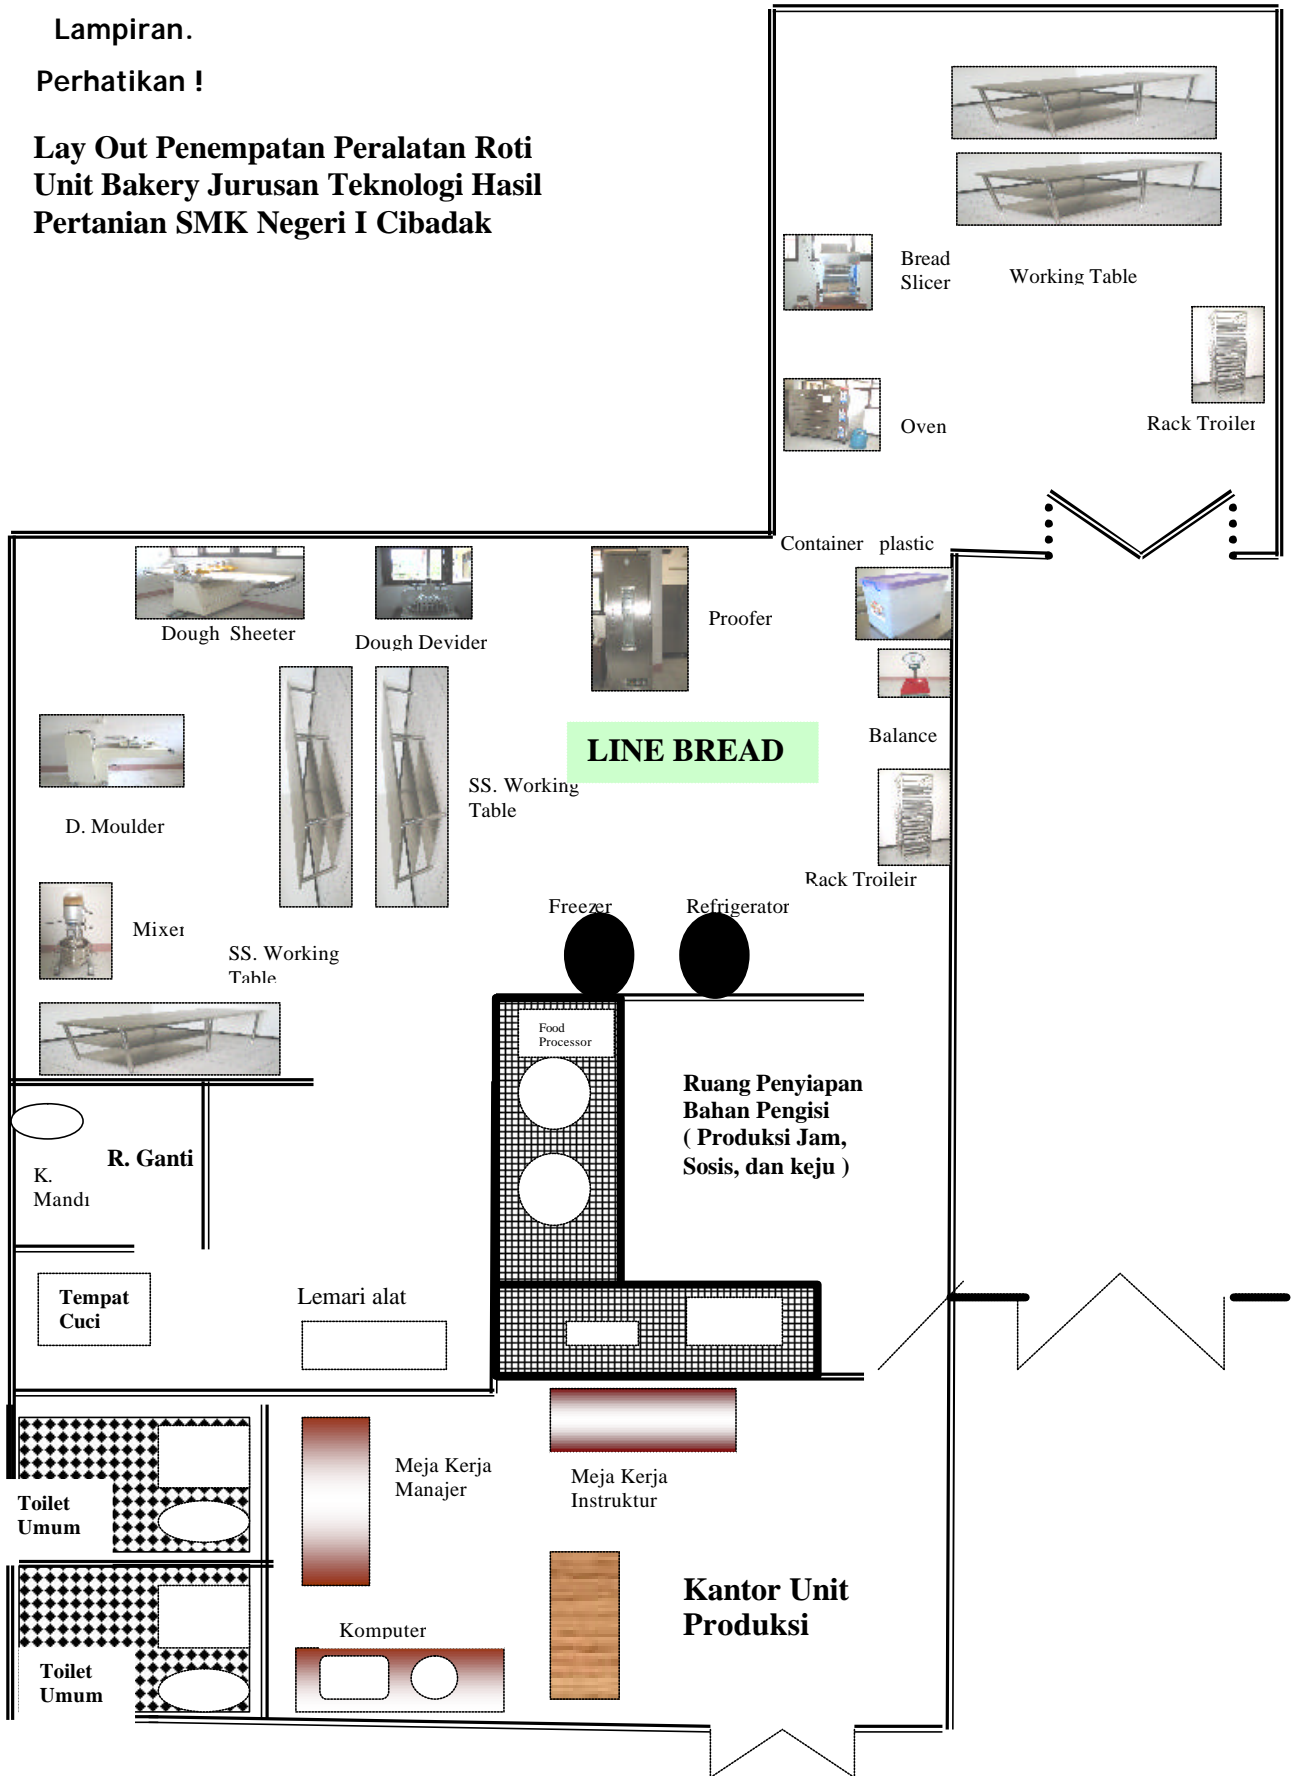 Lampiran.
Perhatikan !
Lay Out Penempatan Peralatan Roti
Unit Bakery Jurusan Teknologi Hasil
Pertanian SMK Negeri I Cibadak
Bread
Slicer
Working Table
Oven
Rack Troiler
Container plastic
Dough Sheeter
Dough Devider
Proofer
Balance
LINE BREAD
SS. Working
Table
D. Moulder
Rack Troileir
Mixer
SS. Working
Table
Freezer
Refrigerator
Food
Processor
Ruang Penyiapan
Bahan Pengisi
( Produksi Jam,
Sosis, dan keju )
R. Ganti
K.
Mandi
Tempat
Cuci
Lemari alat
Meja Kerja
Manajer
Meja Kerja
Instruktur
Toilet
Umum
Kantor Unit
Produksi
Komputer
Toilet
Umum